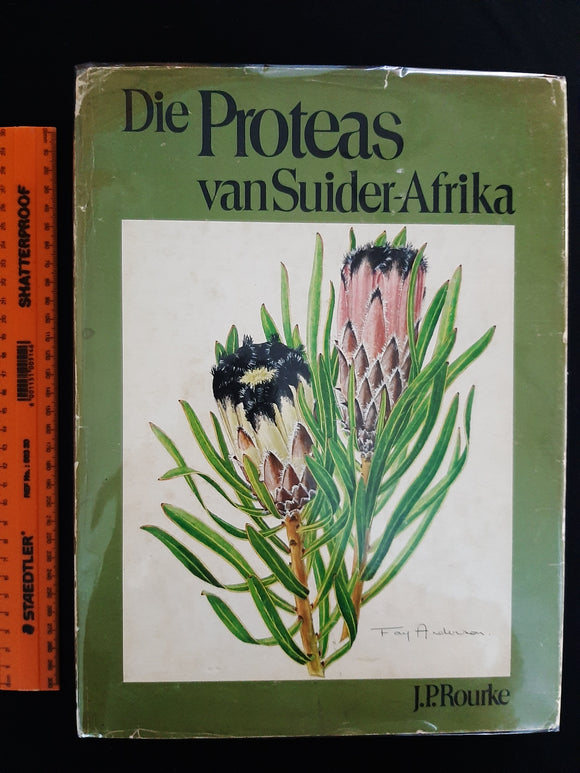 Die Proteas
van Suider-Afrika
Fay Anderson.
J.P.Rourke
SHATTERPROOF
STAEDTLER